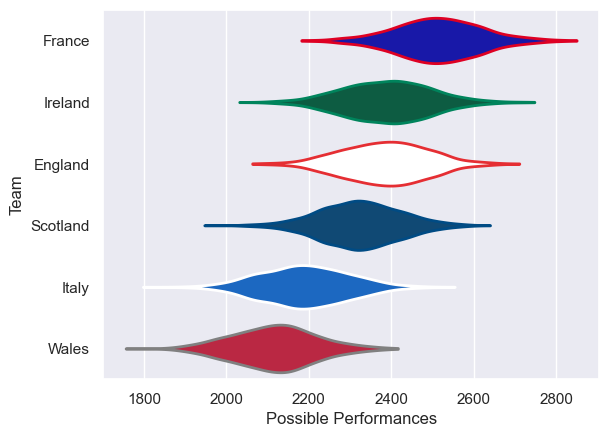 France
Ireland
England
Scotland
Italy
Wales
Team
1800 2000 2200 2400 2600 2800
Possible Performances